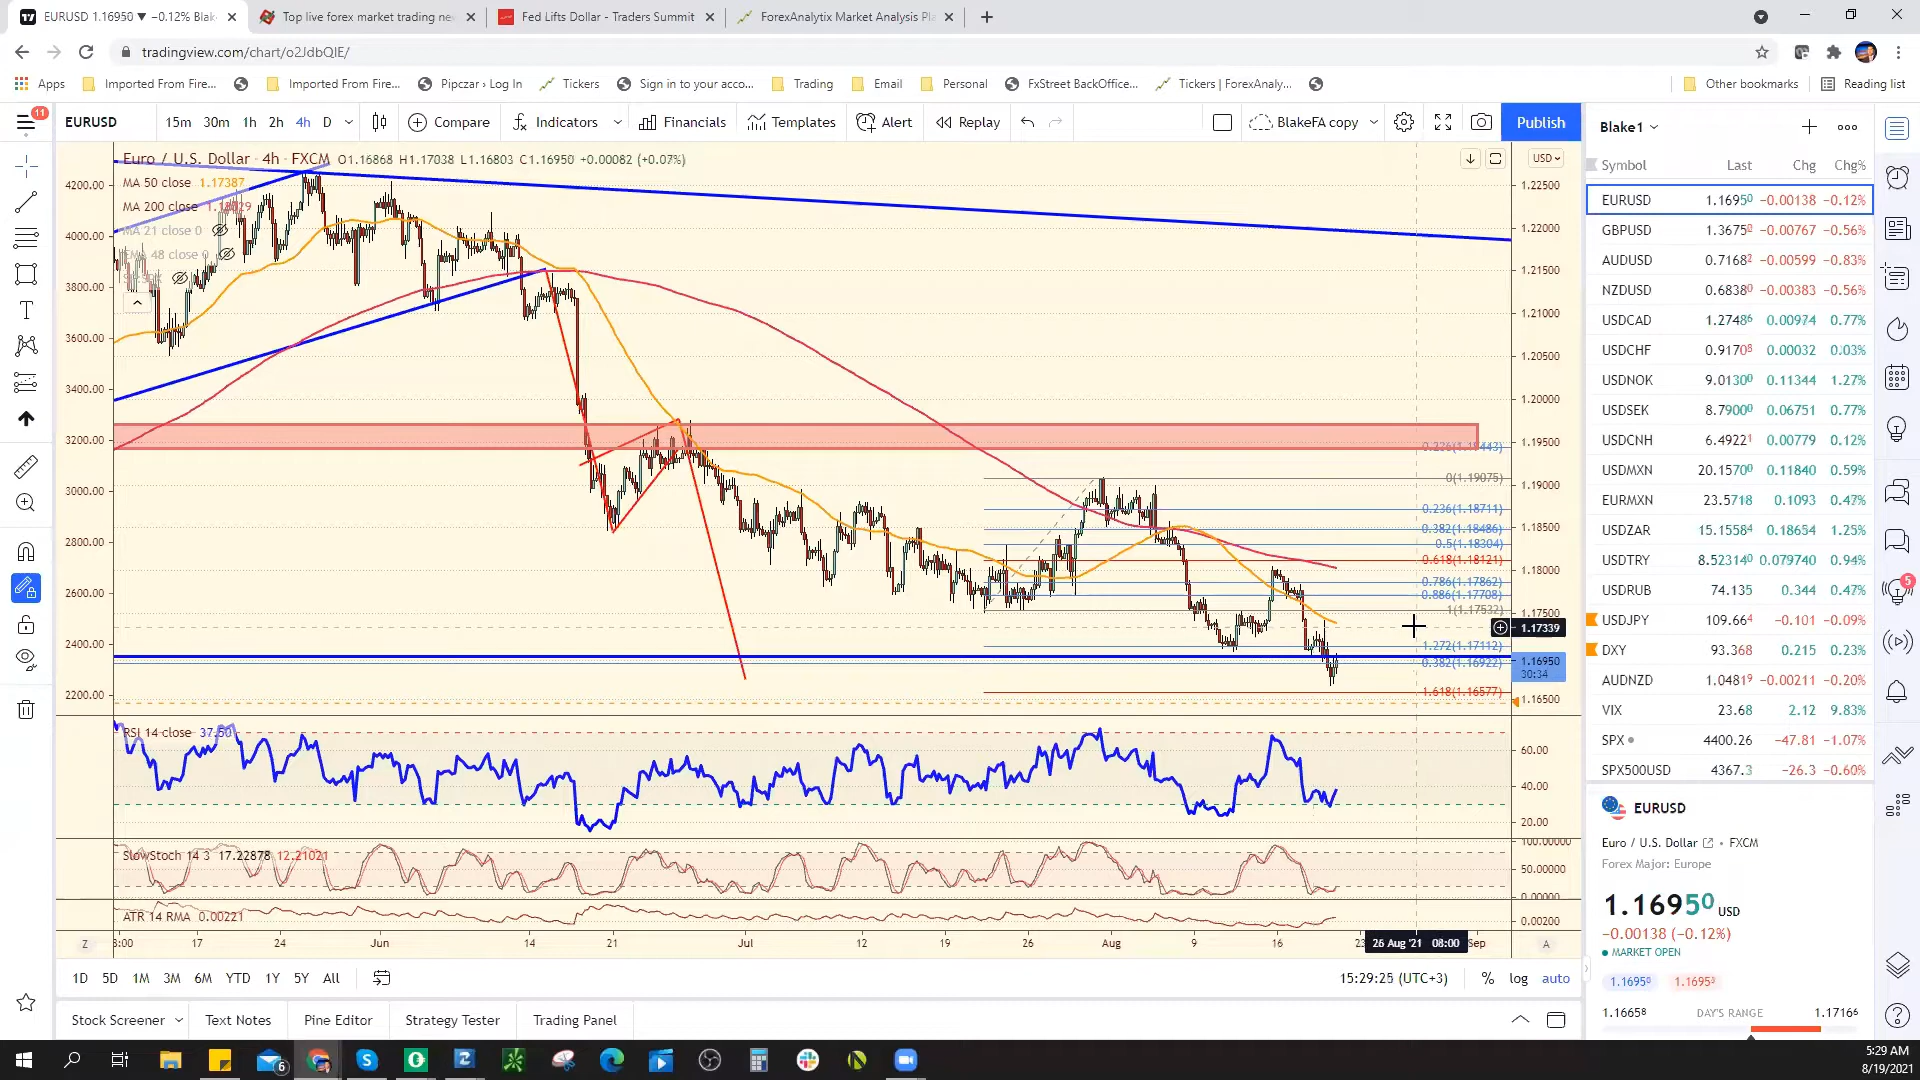 EURUSD 1.16950 ▼ −0.12% Blak
Top live forex market trading ne
Fed Lifts Dollar - Traders Summit
ForexAnalytix Market Analysis Pl
tradingview.com/chart/o2JdbQIE/
Apps
Imported From Fire...
Imported From Fire...
Pipczar › Log In
Tickers
Sign in to your acco...
Trading
Email
Personal
FxStreet BackOffice...
Tickers | ForexAnaly...
Other bookmarks
Reading list
11
EURUSD
15m 30m 1h 2h 4h D
Compare
Indicators
Financials
Templates
Alert
Replay
BlakeFA copy
Publish
Euro / U.S. Dollar · 4h · FXCM O1.16868 H1.17038 L1.16803 C1.16950 +0.00082 (+0.07%)
MA 50 close 1.17387
MA 200 close
MA 21 close 0
EMA 48 close 0
USD
4200.00
4000.00
3800.00
3600.00
3400.00
3200.00
3000.00
2800.00
2600.00
2400.00
2200.00
1.22500
1.22000
1.21500
1.21000
1.20500
1.20000
1.19500
1.19000
1.18500
1.18000
1.17500
1.17339
1.16950
30:34
1.16500
0(1.19075)
0.236(1.18711)
0.382(1.18486)
0.5(1.18304)
0.618(1.18121)
0.786(1.17862)
0.886(1.17708)
1(1.17532)
1.272(1.17112)
0.382(1.16922)
1.618(1.16577)
RSI 14 close 37.50
60.00
40.00
20.00
SlowStoch 14 3 17.22878 12.21021
100.00000
50.00000
0.00000
ATR 14 RMA 0.00221
0.00200
Z 8:00 17 24 Jun 14 21 Jul 12 19 26 Aug 9 16 23 26 Aug '21 08:00 Sep A
1D 5D 1M 3M 6M YTD 1Y 5Y All
15:29:25 (UTC+3) % log auto
Stock Screener
Text Notes
Pine Editor
Strategy Tester
Trading Panel
Blake1
Symbol Last Chg Chg%
EURUSD 1.16950 −0.00138 −0.12%
GBPUSD 1.36750 −0.00767 −0.56%
AUDUSD 0.71682 −0.00599 −0.83%
NZDUSD 0.68380 −0.00383 −0.56%
USDCAD 1.27486 0.00974 0.77%
USDCHF 0.91708 0.00032 0.03%
USDNOK 9.01300 0.11344 1.27%
USDSEK 8.79000 0.06751 0.77%
USDCNH 6.49221 0.00779 0.12%
USDMXN 20.15700 0.11840 0.59%
EURMXN 23.5718 0.1093 0.47%
USDZAR 15.15584 0.18654 1.25%
USDTRY 8.523140 0.079740 0.94%
USDRUB 74.135 0.344 0.47%
USDJPY 109.664 −0.101 −0.09%
DXY 93.368 0.215 0.23%
AUDNZD 1.04819 −0.00211 −0.20%
VIX 23.68 2.12 9.83%
SPX 4400.26 −47.81 −1.07%
SPX500USD 4367.3 −26.3 −0.60%
5
EURUSD
Euro / U.S. Dollar • FXCM
Forex Major: Europe
1.16950 USD
−0.00138 (−0.12%)
MARKET OPEN
1.16950 1.16953
1.16658 DAY'S RANGE 1.17166
6
5:29 AM
8/19/2021